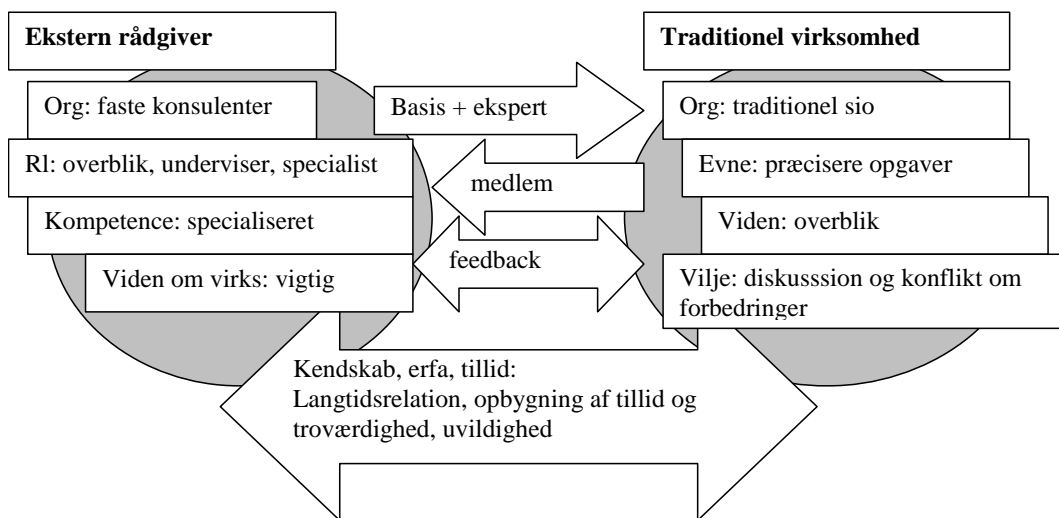 Ekstern rådgiver
Org: faste konsulenter
Rl: overblik, underviser, specialist
Kompetence: specialiseret
Viden om virks: vigtig
Basis + ekspert
medlem
feedback
Traditionel virksomhed
Org: traditionel sio
Evne: præcisere opgaver
Viden: overblik
Vilje: diskusssion og konflikt om
forbedringer
Kendskab, erfa, tillid:
Langtidsrelation, opbygning af tillid og
troværdighed, uvildighed